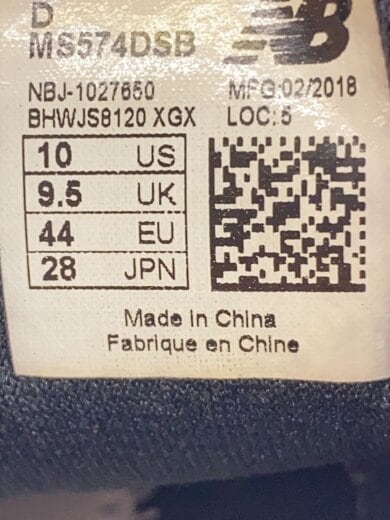 D
MS574DSB
NB
NBJ-1027650 MFG:02/2018
BHWJS8120 XGX LOC: 5
10 US
9.5 UK
44 EU
28 JPN
Made in China
Fabrique en Chine